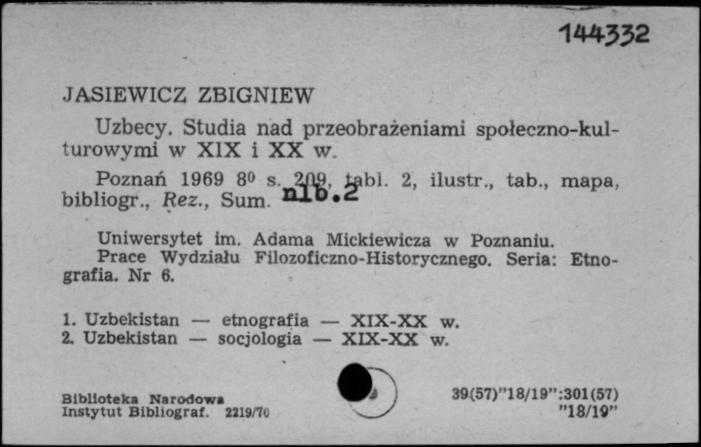 144332
JASIEWICZ ZBIGNIEW
Uzbecy. Studia nad przeobrażeniami społeczno-kul-
turowymi w XIX i XX w.
Poznań 1969 8⁰ s. 209, tabl. 2, ilustr., tab., mapa,
bibliogr., Rez., Sum. nlb.2
Uniwersytet im. Adama Mickiewicza w Poznaniu.
Prace Wydziału Filozoficzno-Historycznego. Seria: Etno-
grafia. Nr 6.
1. Uzbekistan — etnografia — XIX-XX w.
2. Uzbekistan — socjologia — XIX-XX w.
Biblioteka Narodowa 39(57)"18/19":301(57)
Instytut Bibliograf. 2219/70 "18/19"